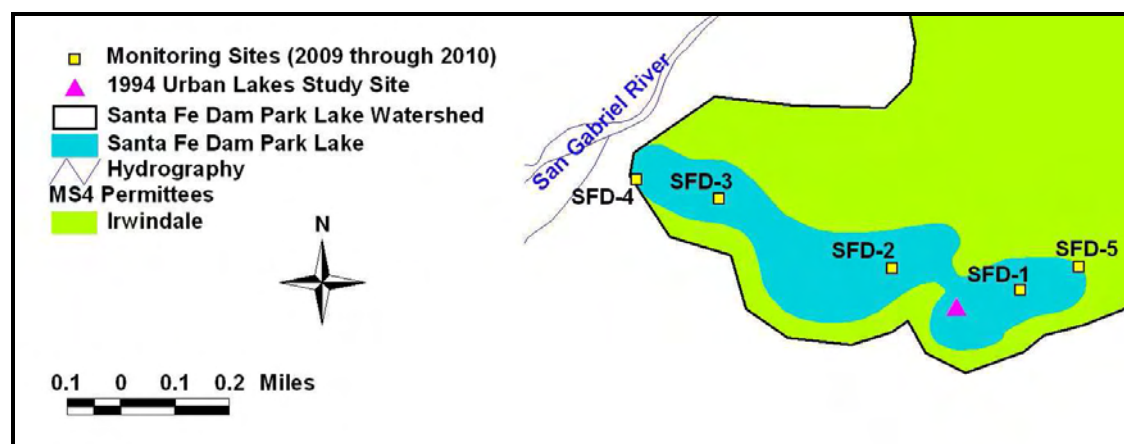 Monitoring Sites (2009 through 2010)
1994 Urban Lakes Study Site
Santa Fe Dam Park Lake Watershed
Santa Fe Dam Park Lake
Hydrography
MS4 Permittees
Irwindale
N
0.1 0 0.1 0.2 Miles
San Gabriel River
SFD-4
SFD-3
SFD-2
SFD-1
SFD-5